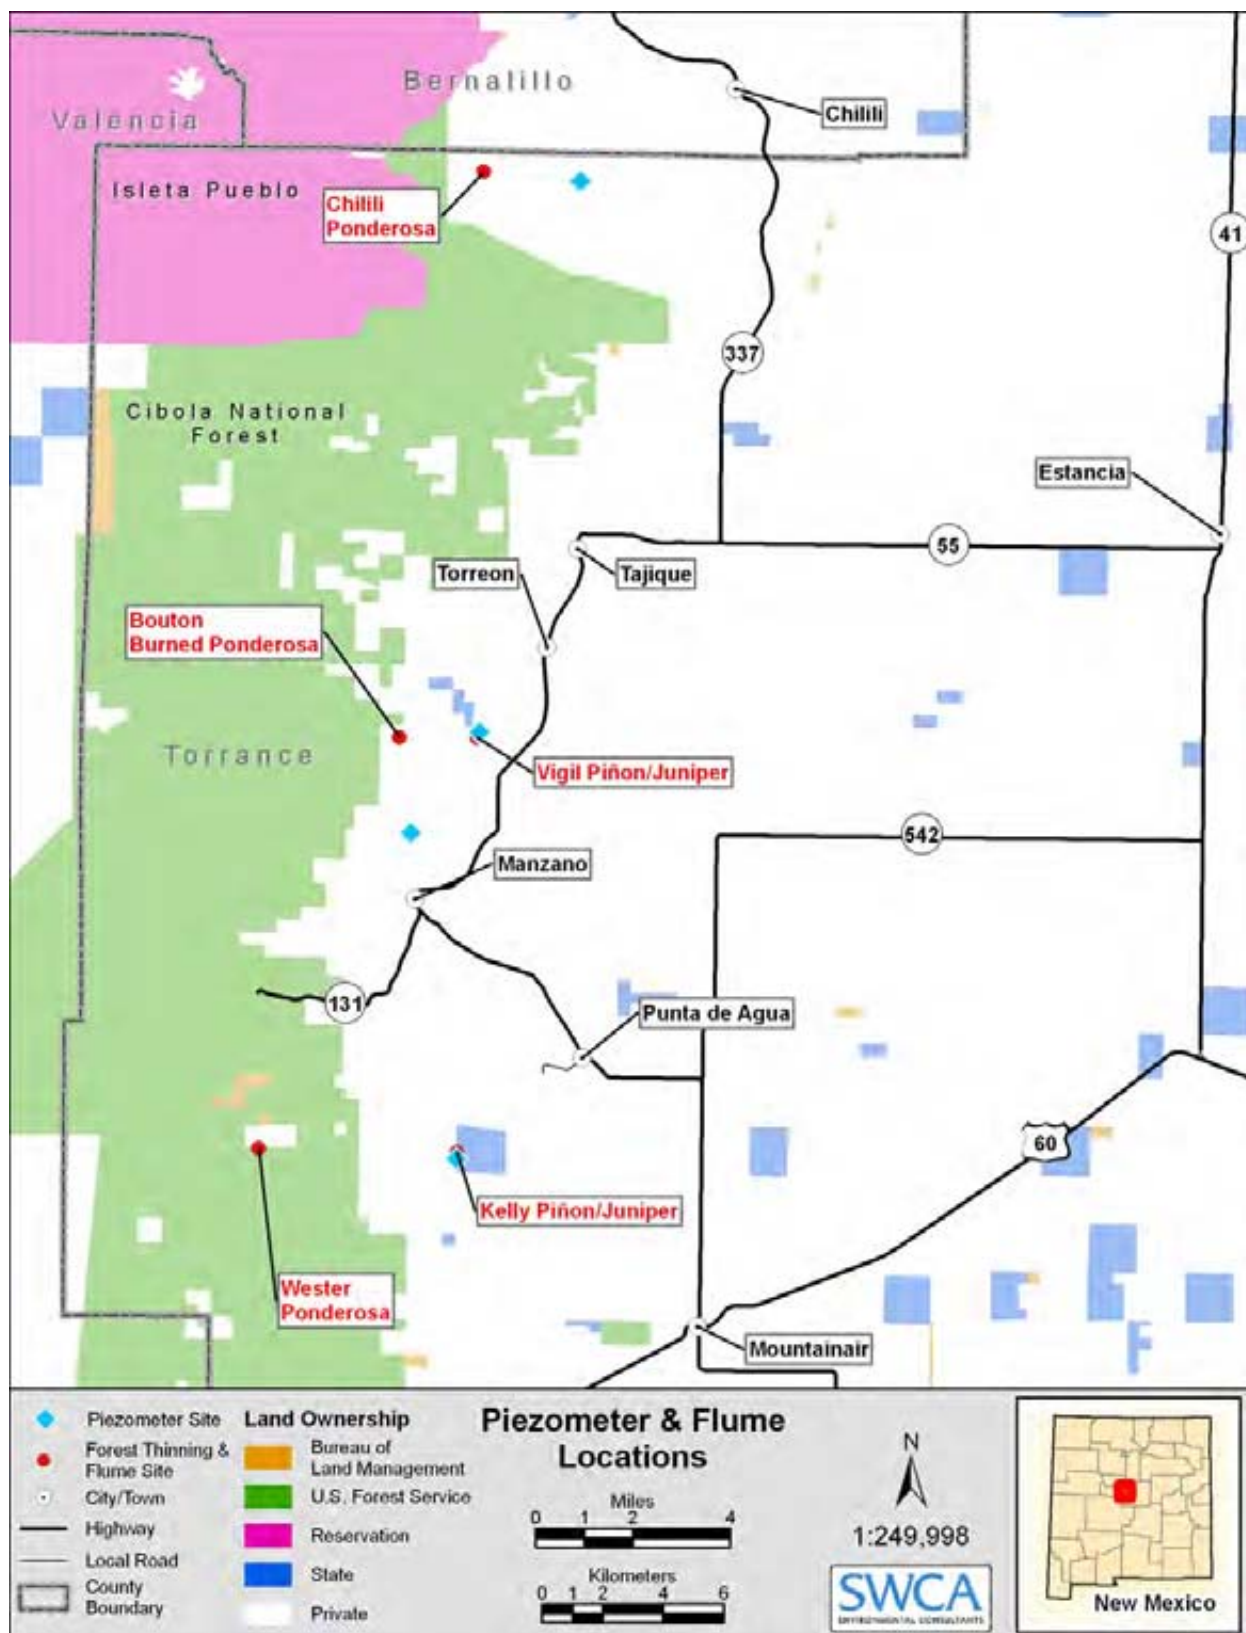 Bernalillo
Valencia
Chilili
Isleta Pueblo
Chilili
Ponderosa
41
337
Cibola National
Forest
Estancia
55
Torreon
Tajique
Bouton
Burned Ponderosa
Torrance
Vigil Piñon/Juniper
542
Manzano
131
Punta de Agua
60
Kelly Piñon/Juniper
Wester
Ponderosa
Mountainair
Piezometer Site
Forest Thinning &
Flume Site
City/Town
Highway
Local Road
County
Boundary
Land Ownership
Bureau of
Land Management
U.S. Forest Service
Reservation
State
Private
Piezometer & Flume
Locations
Miles
0 1 2 4
Kilometers
0 1 2 4 6
N
1:249,998
SWCA
ENVIRONMENTAL CONSULTANTS
New Mexico